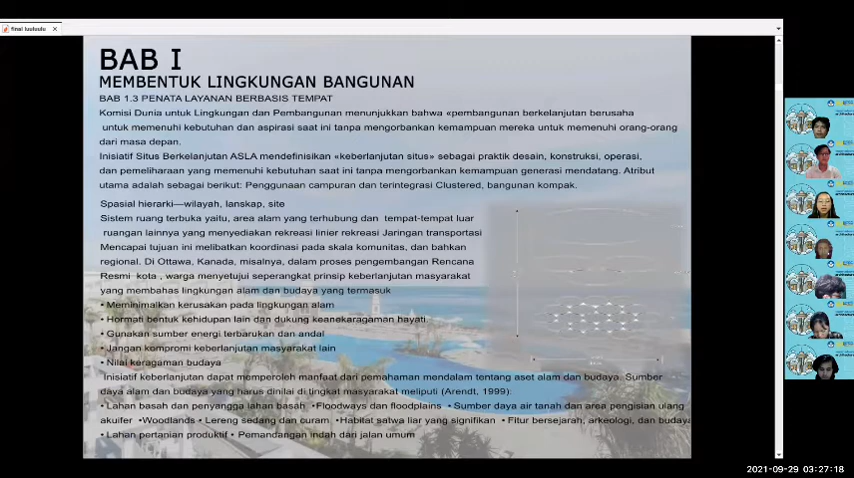 final luuluulu
BAB I
MEMBENTUK LINGKUNGAN BANGUNAN
BAB 1.3 PENATA LAYANAN BERBASIS TEMPAT
Komisi Dunia untuk Lingkungan dan Pembangunan menunjukkan bahwa «pembangunan berkelanjutan berusaha
untuk memenuhi kebutuhan dan aspirasi saat ini tanpa mengorbankan kemampuan mereka untuk memenuhi orang-orang
dari masa depan.
Inisiatif Situs Berkelanjutan ASLA mendefinisikan «keberlanjutan situs» sebagai praktik desain, konstruksi, operasi,
dan pemeliharaan yang memenuhi kebutuhan saat ini tanpa mengorbankan kemampuan generasi mendatang. Atribut
utama adalah sebagai berikut: Penggunaan campuran dan terintegrasi Clustered, bangunan kompak.
Spasial hierarki—wilayah, lanskap, site
Sistem ruang terbuka yaitu, area alam yang terhubung dan tempat-tempat luar
ruangan lainnya yang menyediakan rekreasi linier rekreasi Jaringan transportasi
Mencapai tujuan ini melibatkan koordinasi pada skala komunitas, dan bahkan
regional. Di Ottawa, Kanada, misalnya, dalam proses pengembangan Rencana
Resmi kota , warga menyetujui seperangkat prinsip keberlanjutan masyarakat
yang membahas lingkungan alam dan budaya yang termasuk
• Meminimalkan kerusakan pada lingkungan alam
• Hormati bentuk kehidupan lain dan dukung keanekaragaman hayati
• Gunakan sumber energi terbarukan dan andal
• Jangan kompromi keberlanjutan masyarakat lain
• Nilai keragaman budaya
Inisiatif keberlanjutan dapat memperoleh manfaat dari pemahaman mendalam tentang aset alam dan budaya. Sumber
daya alam dan budaya yang harus dinilai di tingkat masyarakat meliputi (Arendt, 1999):
• Lahan basah dan penyangga lahan basah •Floodways dan floodplains • Sumber daya air tanah dan area pengisian ulang
akuifer •Woodlands • Lereng sedang dan curam •Habitat satwa liar yang signifikan • Fitur bersejarah, arkeologi, dan budaya
• Lahan pertanian produktif • Pemandangan indah dari jalan umum
2021-09-29 03:27:18